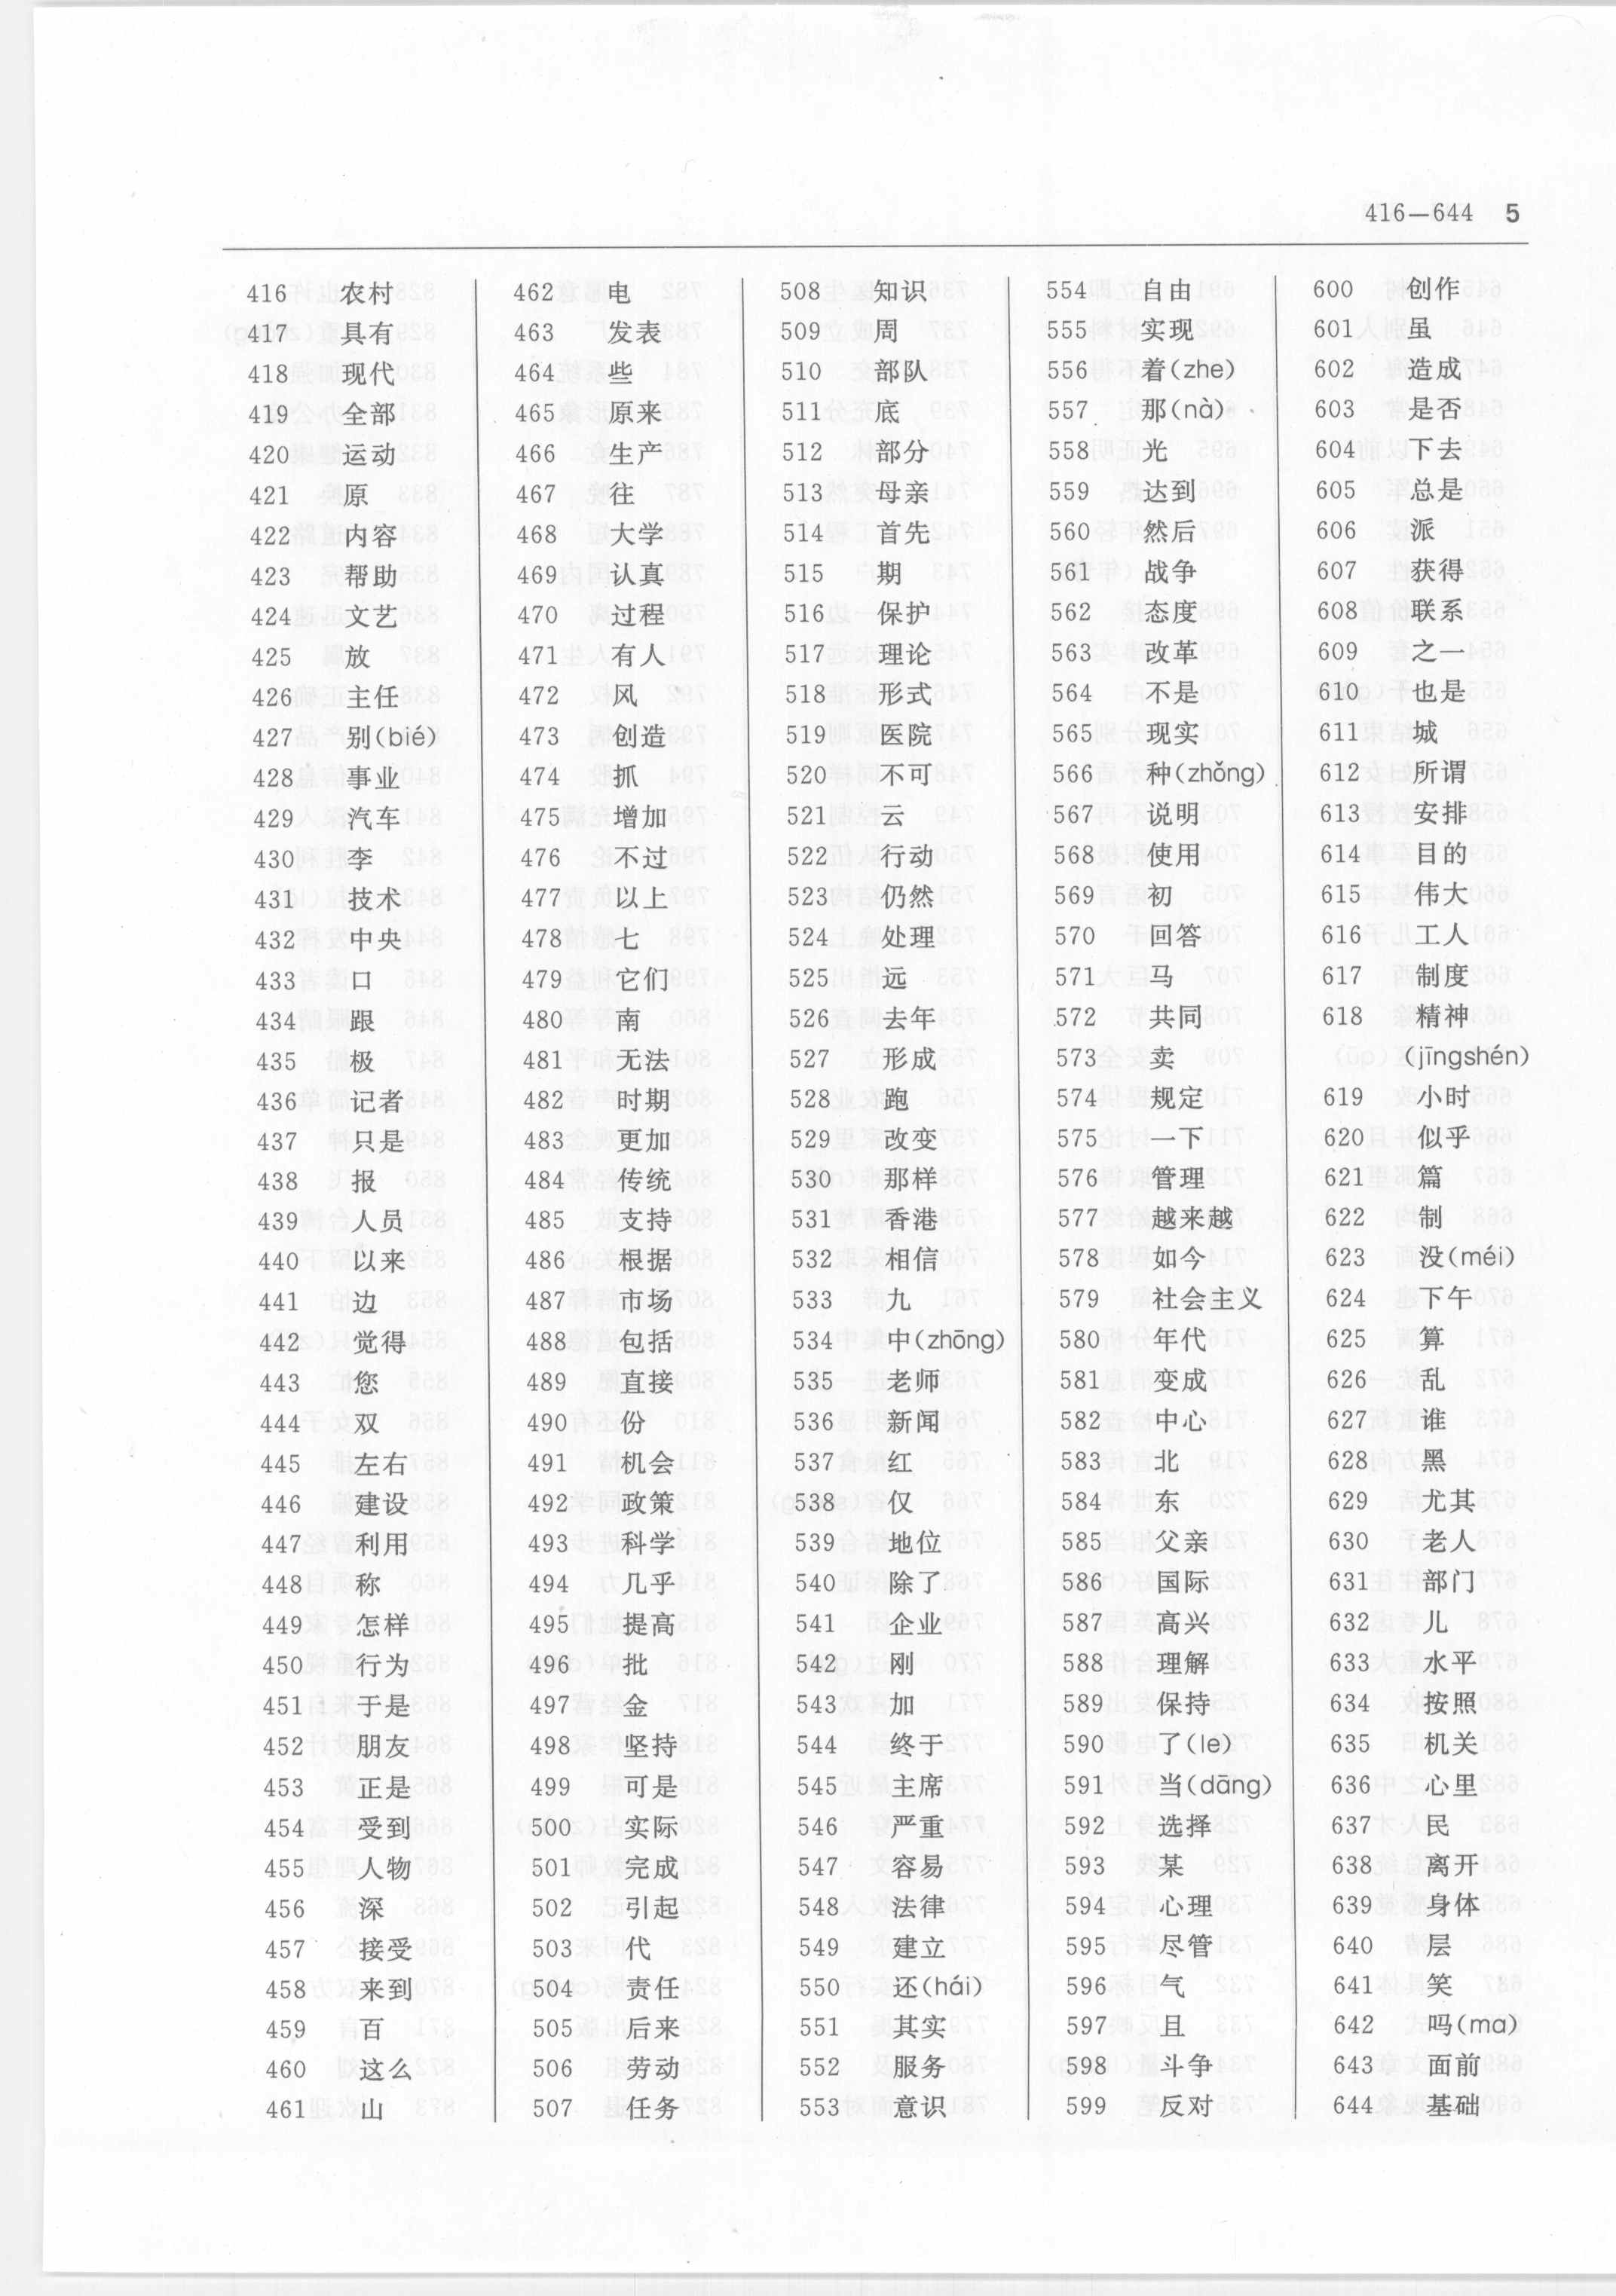 416—644 5
416 农村
417 具有
418 现代
419 全部
420 运动
421 原
422 内容
423 帮助
424 文艺
425 放
426 主任
427 别(bié)
428 事业
429 汽车
430 李
431 技术
432 中央
433 口
434 跟
435 极
436 记者
437 只是
438 报
439 人员
440 以来
441 边
442 觉得
443 您
444 双
445 左右
446 建设
447 利用
448 称
449 怎样
450 行为
451 于是
452 朋友
453 正是
454 受到
455 人物
456 深
457 接受
458 来到
459 百
460 这么
461 山
462 电
463 发表
464 些
465 原来
466 生产
467 往
468 大学
469 认真
470 过程
471 有人
472 风
473 创造
474 抓
475 增加
476 不过
477 以上
478 七
479 它们
480 南
481 无法
482 时期
483 更加
484 传统
485 支持
486 根据
487 市场
488 包括
489 直接
490 份
491 机会
492 政策
493 科学
494 几乎
495 提高
496 批
497 金
498 坚持
499 可是
500 实际
501 完成
502 引起
503 代
504 责任
505 后来
506 劳动
507 任务
508 知识
509 周
510 部队
511 底
512 部分
513 母亲
514 首先
515 期
516 保护
517 理论
518 形式
519 医院
520 不可
521 云
522 行动
523 仍然
524 处理
525 远
526 去年
527 形成
528 跑
529 改变
530 那样
531 香港
532 相信
533 九
534 中(zhōng)
535 老师
536 新闻
537 红
538 仅
539 地位
540 除了
541 企业
542 刚
543 加
544 终于
545 主席
546 严重
547 容易
548 法律
549 建立
550 还(hái)
551 其实
552 服务
553 意识
554 自由
555 实现
556 着(zhe)
557 那(nà)
558 光
559 达到
560 然后
561 战争
562 态度
563 改革
564 不是
565 现实
566 种(zhǒng)
567 说明
568 使用
569 初
570 回答
571 马
572 共同
573 卖
574 规定
575 一下
576 管理
577 越来越
578 如今
579 社会主义
580 年代
581 变成
582 中心
583 北
584 东
585 父亲
586 国际
587 高兴
588 理解
589 保持
590 了(le)
591 当(dāng)
592 选择
593 某
594 心理
595 尽管
596 气
597 且
598 斗争
599 反对
600 创作
601 虽
602 造成
603 是否
604 下去
605 总是
606 派
607 获得
608 联系
609 之一
610 也是
611 城
612 所谓
613 安排
614 目的
615 伟大
616 工人
617 制度
618 精神
(jīngshén)
619 小时
620 似乎
621 篇
622 制
623 没(méi)
624 下午
625 算
626 乱
627 谁
628 黑
629 尤其
630 老人
631 部门
632 儿
633 水平
634 按照
635 机关
636 心里
637 民
638 离开
639 身体
640 层
641 笑
642 吗(ma)
643 面前
644 基础